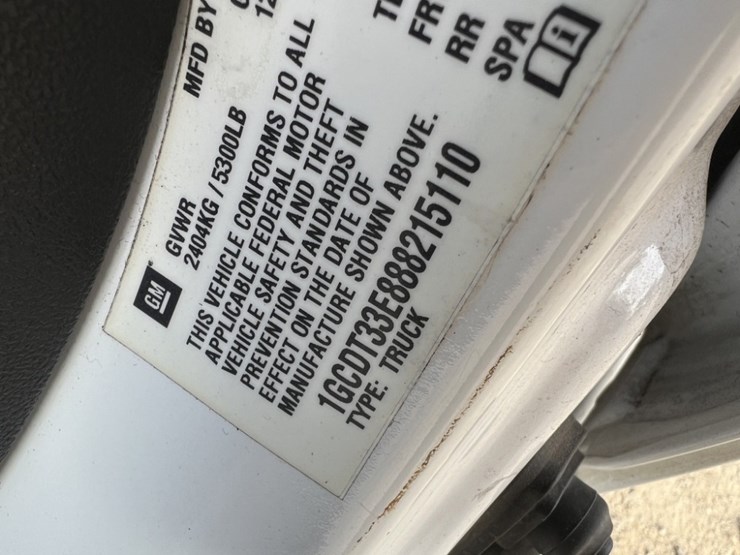 MFD BY
GM
GVWR
2404KG / 5300LB
THIS VEHICLE CONFORMS TO ALL
APPLICABLE FEDERAL MOTOR
VEHICLE SAFETY AND THEFT
PREVENTION STANDARDS IN
EFFECT ON THE DATE OF
MANUFACTURE SHOWN ABOVE.
1GCDT33E888215110
TYPE: TRUCK
FR
RR
SPA
i